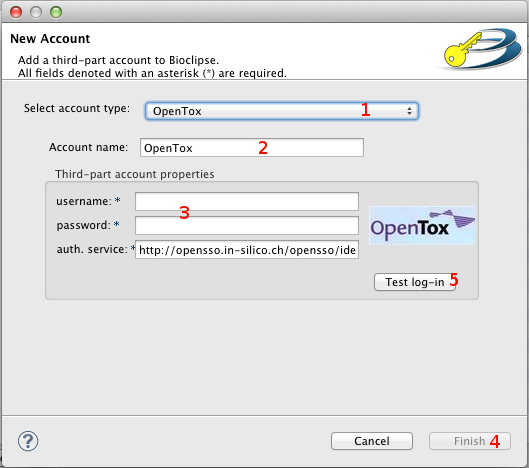 New Account
New Account
Add a third-part account to Bioclipse.
All fields denoted with an asterisk (*) are required.
Select account type: OpenTox 1
Account name: OpenTox 2
Third-part account properties
username: *
3
password: *
OpenTox
auth. service: * http://opensso.in-silico.ch/opensso/ide
Test log-in 5
? Cancel Finish 4